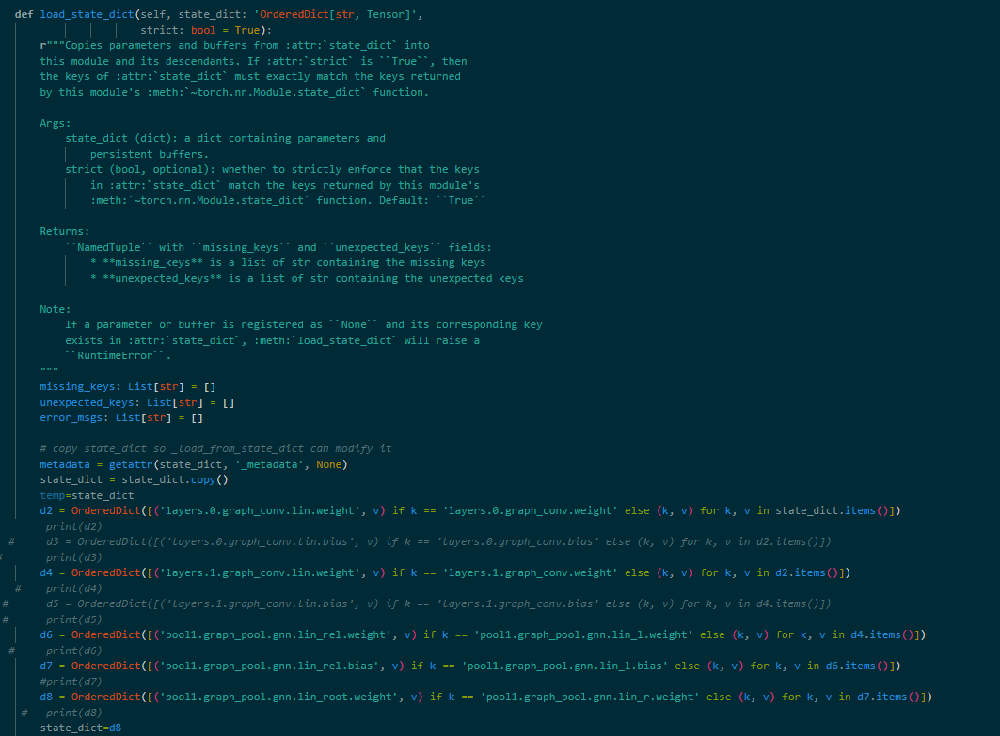 def load_state_dict(self, state_dict: 'OrderedDict[str, Tensor]',
                    strict: bool = True):
    r"""Copies parameters and buffers from :attr:`state_dict` into
    this module and its descendants. If :attr:`strict` is ``True``, then
    the keys of :attr:`state_dict` must exactly match the keys returned
    by this module's :meth:`~torch.nn.Module.state_dict` function.

    Args:
        state_dict (dict): a dict containing parameters and
            persistent buffers.
        strict (bool, optional): whether to strictly enforce that the keys
            in :attr:`state_dict` match the keys returned by this module's
            :meth:`~torch.nn.Module.state_dict` function. Default: ``True``

    Returns:
        ``NamedTuple`` with ``missing_keys`` and ``unexpected_keys`` fields:
            * **missing_keys** is a list of str containing the missing keys
            * **unexpected_keys** is a list of str containing the unexpected keys

    Note:
        If a parameter or buffer is registered as ``None`` and its corresponding key
        exists in :attr:`state_dict`, :meth:`load_state_dict` will raise a
        ``RuntimeError``.
    """
    missing_keys: List[str] = []
    unexpected_keys: List[str] = []
    error_msgs: List[str] = []

    # copy state_dict so _load_from_state_dict can modify it
    metadata = getattr(state_dict, '_metadata', None)
    state_dict = state_dict.copy()
    temp=state_dict
    d2 = OrderedDict([('layers.0.graph_conv.lin.weight', v) if k == 'layers.0.graph_conv.weight' else (k, v) for k, v in state_dict.items()])
     print(d2)
#     d3 = OrderedDict([('layers.0.graph_conv.lin.bias', v) if k == 'layers.0.graph_conv.bias' else (k, v) for k, v in d2.items()])
#     print(d3)
    d4 = OrderedDict([('layers.1.graph_conv.lin.weight', v) if k == 'layers.1.graph_conv.weight' else (k, v) for k, v in d2.items()])
#     print(d4)
#     d5 = OrderedDict([('layers.1.graph_conv.lin.bias', v) if k == 'layers.1.graph_conv.bias' else (k, v) for k, v in d4.items()])
#     print(d5)
    d6 = OrderedDict([('pool1.graph_pool.gnn.lin_rel.weight', v) if k == 'pool1.graph_pool.gnn.lin_l.weight' else (k, v) for k, v in d4.items()])
#     print(d6)
    d7 = OrderedDict([('pool1.graph_pool.gnn.lin_rel.bias', v) if k == 'pool1.graph_pool.gnn.lin_l.bias' else (k, v) for k, v in d6.items()])
    #print(d7)
    d8 = OrderedDict([('pool1.graph_pool.gnn.lin_root.weight', v) if k == 'pool1.graph_pool.gnn.lin_r.weight' else (k, v) for k, v in d7.items()])
 #   print(d8)
    state_dict=d8